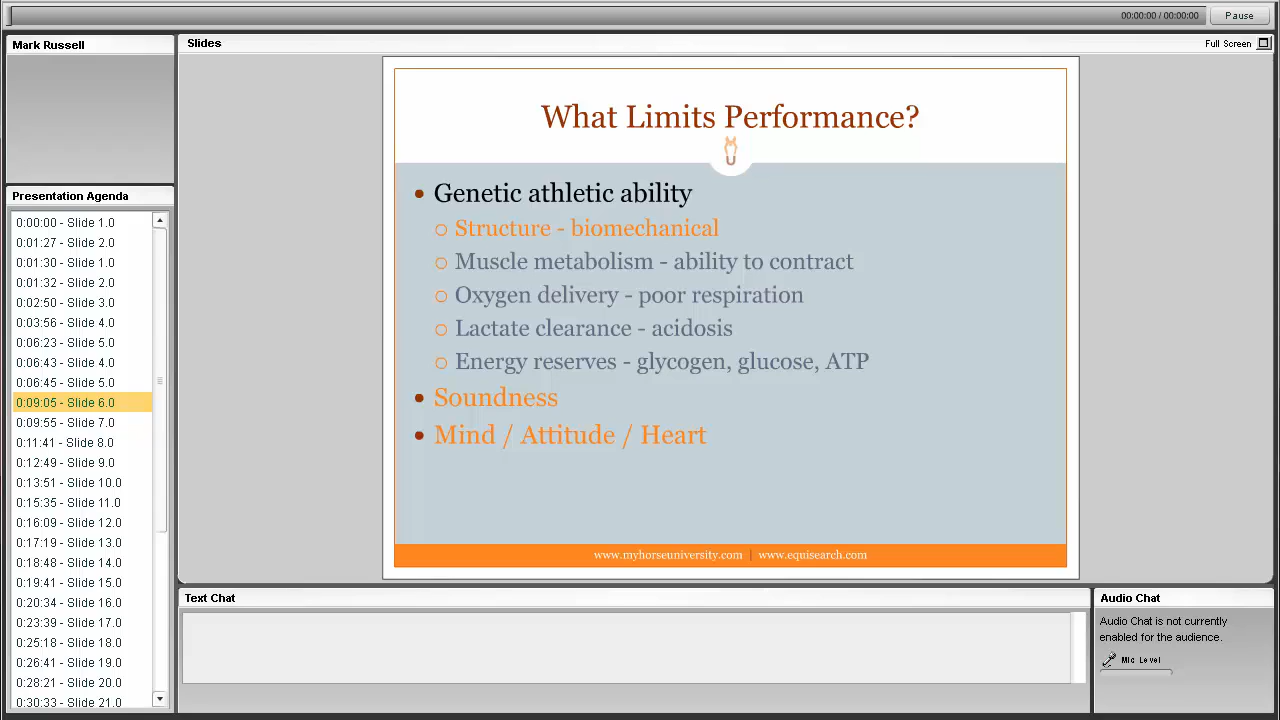 00:00:00 / 00:00:00
Pause
Mark Russell
Slides
Full Screen
What Limits Performance?
Genetic athletic ability
Structure - biomechanical
Muscle metabolism - ability to contract
Oxygen delivery - poor respiration
Lactate clearance - acidosis
Energy reserves - glycogen, glucose, ATP
Soundness
Mind / Attitude / Heart
www.myhorseuniversity.com | www.equisearch.com
Presentation Agenda
0:00:00 - Slide 1.0
0:01:27 - Slide 2.0
0:01:30 - Slide 1.0
0:01:32 - Slide 2.0
0:02:50 - Slide 3.0
0:03:56 - Slide 4.0
0:06:23 - Slide 5.0
0:06:43 - Slide 4.0
0:06:45 - Slide 5.0
0:09:05 - Slide 6.0
0:09:55 - Slide 7.0
0:11:41 - Slide 8.0
0:12:49 - Slide 9.0
0:13:51 - Slide 10.0
0:15:35 - Slide 11.0
0:16:09 - Slide 12.0
0:17:19 - Slide 13.0
0:18:48 - Slide 14.0
0:19:41 - Slide 15.0
0:20:34 - Slide 16.0
0:23:39 - Slide 17.0
0:25:18 - Slide 18.0
0:26:41 - Slide 19.0
0:28:21 - Slide 20.0
0:30:33 - Slide 21.0
Text Chat
Audio Chat
Audio Chat is not currently
enabled for the audience.
Mic Level